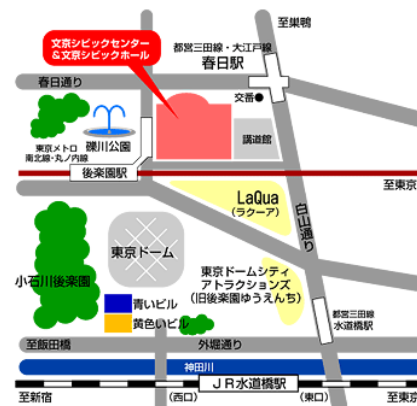 至巣鴨
文京シビックセンター
＆文京シビックホール
都営三田線・大江戸線
春日駅
春日通り
交番●
礫川公園
講道館
東京メトロ
南北線・丸ノ内線
後楽園駅
至東京
LaQua
（ラクーア）
白山通り
東京ドーム
小石川後楽園
東京ドームシティ
アトラクションズ
（旧後楽園ゆうえんち）
青いビル
黄色いビル
都営三田線
水道橋駅
至飯田橋
外堀通り
神田川
ＪＲ水道橋駅
至新宿
（西口）
（東口）
至東京